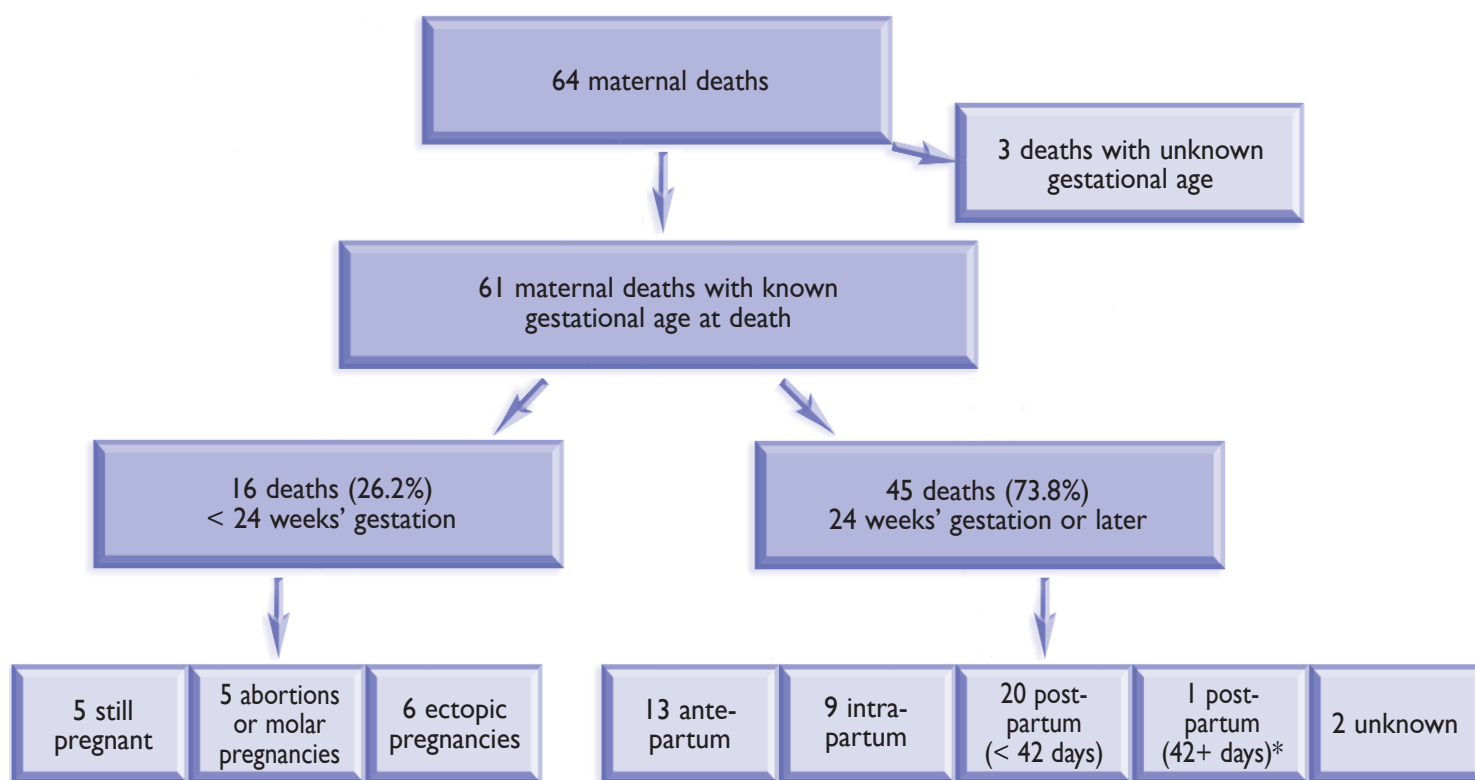 64 maternal deaths
3 deaths with unknown
gestational age
61 maternal deaths with known
gestational age at death
16 deaths (26.2%)
< 24 weeks’ gestation
45 deaths (73.8%)
24 weeks’ gestation or later
5 still
pregnant
5 abortions
or molar
pregnancies
6 ectopic
pregnancies
13 ante-
partum
9 intra-
partum
20 post-
partum
(< 42 days)
1 post-
partum
(42+ days)*
2 unknown